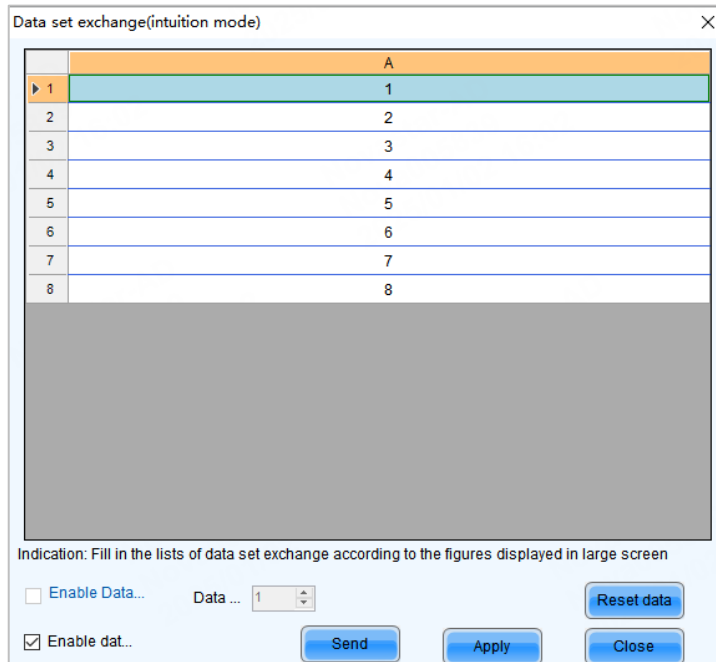 Data set exchange(intuition mode)
A
1 1
2 2
3 3
4 4
5 5
6 6
7 7
8 8
Indication: Fill in the lists of data set exchange according to the figures displayed in large screen
Enable Data... Data ... 1 Reset data
Enable dat... Send Apply Close